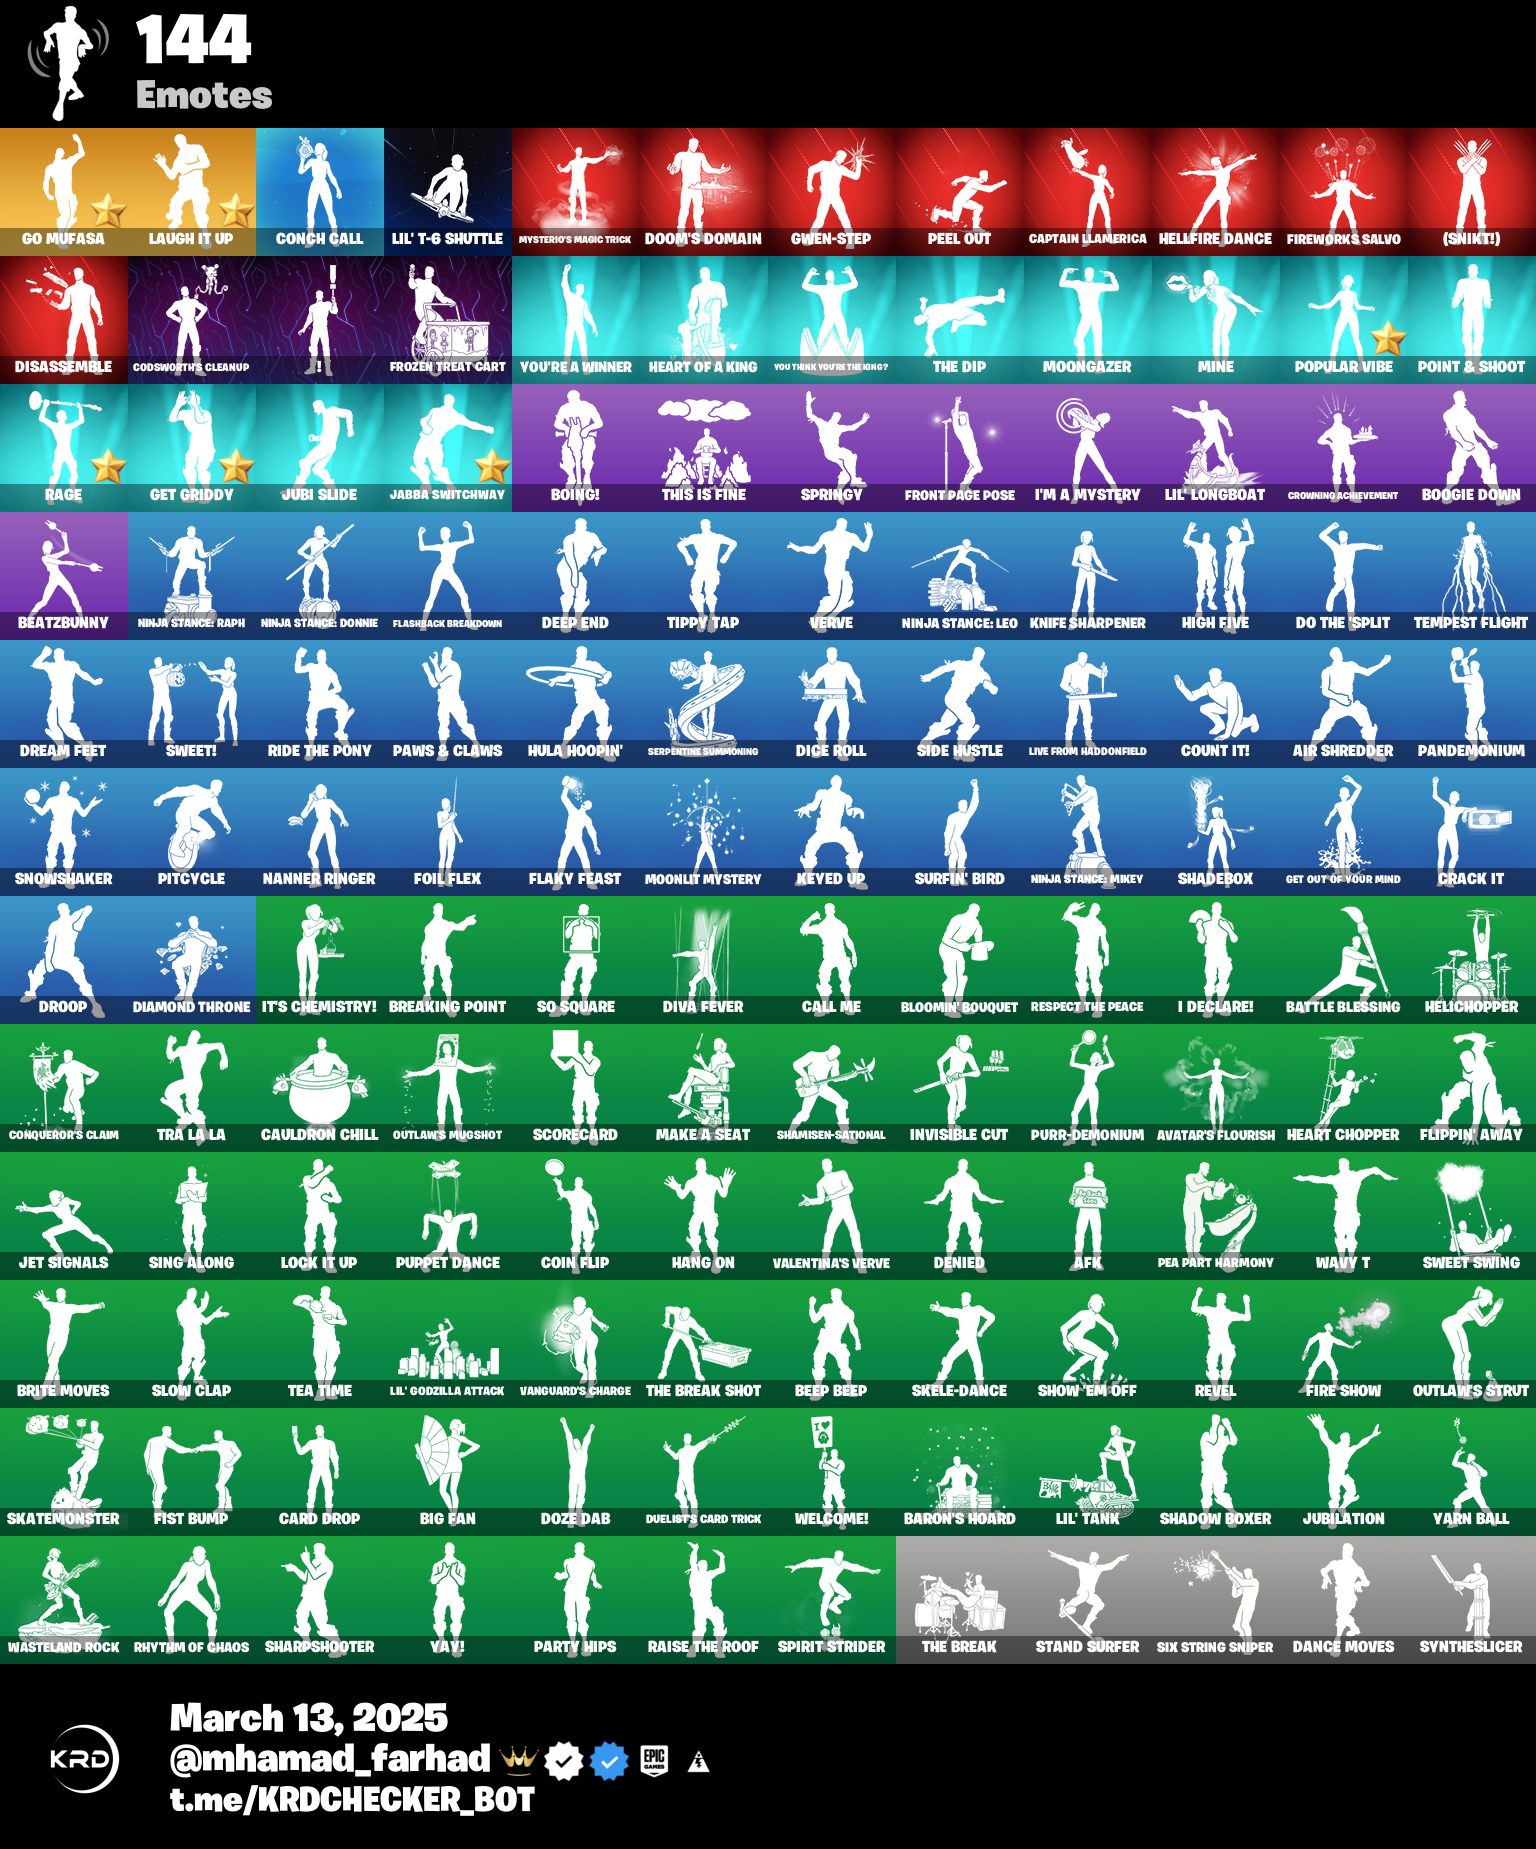 144
Emotes
GO MUFASA
LAUGH IT UP
CONCH CALL
LIL' T-6 SHUTTLE
MYSTERIO'S MAGIC TRICK
DOOM'S DOMAIN
GWEN-STEP
PEEL OUT
CAPTAIN LLAMERICA
HELLFIRE DANCE
FIREWORKS SALVO
(SNIKT!)
DISASSEMBLE
CODSWORTH'S CLEANUP
!
FROZEN TREAT CART
YOU'RE A WINNER
HEART OF A KING
YOU THINK YOU'RE THE KING?
THE DIP
MOONGAZER
MINE
POPULAR VIBE
POINT & SHOOT
RAGE
GET GRIDDY
JUBI SLIDE
JABBA SWITCHWAY
BOING!
THIS IS FINE
SPRINGY
FRONT PAGE POSE
I'M A MYSTERY
LIL' LONGBOAT
CROWNING ACHIEVEMENT
BOOGIE DOWN
BEATZBUNNY
NINJA STANCE: RAPH
NINJA STANCE: DONNIE
FLASHBACK BREAKDOWN
DEEP END
TIPPY TAP
VERVE
NINJA STANCE: LEO
KNIFE SHARPENER
HIGH FIVE
DO THE 'SPLIT
TEMPEST FLIGHT
DREAM FEET
SWEET!
RIDE THE PONY
PAWS & CLAWS
HULA HOOPIN'
SERPENTINE SUMMONING
DICE ROLL
SIDE HUSTLE
LIVE FROM HADDONFIELD
COUNT IT!
AIR SHREDDER
PANDEMONIUM
SNOWSHAKER
PITCYCLE
NANNER RINGER
FOIL FLEX
FLAKY FEAST
MOONLIT MYSTERY
KEYED UP
SURFIN' BIRD
NINJA STANCE: MIKEY
SHADEBOX
GET OUT OF YOUR MIND
CRACK IT
DROOP
DIAMOND THRONE
IT'S CHEMISTRY!
BREAKING POINT
SO SQUARE
DIVA FEVER
CALL ME
BLOOMIN' BOUQUET
RESPECT THE PEACE
I DECLARE!
BATTLE BLESSING
HELICHOPPER
CONQUEROR'S CLAIM
TRA LA LA
CAULDRON CHILL
OUTLAW'S MUGSHOT
SCORECARD
MAKE A SEAT
SHAMISEN-SATIONAL
INVISIBLE CUT
PURR-DEMONIUM
AVATAR'S FLOURISH
HEART CHOPPER
FLIPPIN' AWAY
JET SIGNALS
SING ALONG
LOCK IT UP
PUPPET DANCE
COIN FLIP
HANG ON
VALENTINA'S VERVE
DENIED
Be Back Soon
AFK
PEA PART HARMONY
WAVY T
SWEET SWING
BRITE MOVES
SLOW CLAP
TEA TIME
LIL' GODZILLA ATTACK
VANGUARD'S CHARGE
THE BREAK SHOT
BEEP BEEP
SKELE-DANCE
SHOW 'EM OFF
REVEL
FIRE SHOW
OUTLAW'S STRUT
SKATEMONSTER
FIST BUMP
CARD DROP
BIG FAN
DOZE DAB
DUELIST'S CARD TRICK
I
WELCOME!
BARON'S HOARD
LIL' TANK
SHADOW BOXER
JUBILATION
YARN BALL
WASTELAND ROCK
RHYTHM OF CHAOS
SHARPSHOOTER
YAY!
PARTY HIPS
RAISE THE ROOF
SPIRIT STRIDER
THE BREAK
STAND SURFER
SIX STRING SNIPER
DANCE MOVES
SYNTHESLICER
KRD
March 13, 2025
@mhamad_farhad EPIC GAMES
t.me/KRDCHECKER_BOT